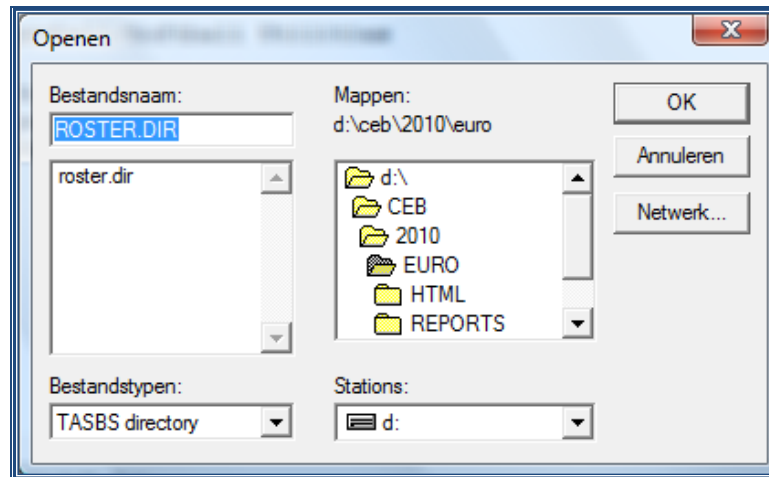 Openen
Bestandsnaam:
ROSTER.DIR
roster.dir
Bestandstypen:
TASBS directory
Mappen:
d:\ceb\2010\euro
d:\
CEB
2010
EURO
HTML
REPORTS
Stations:
d:
OK
Annuleren
Netwerk...